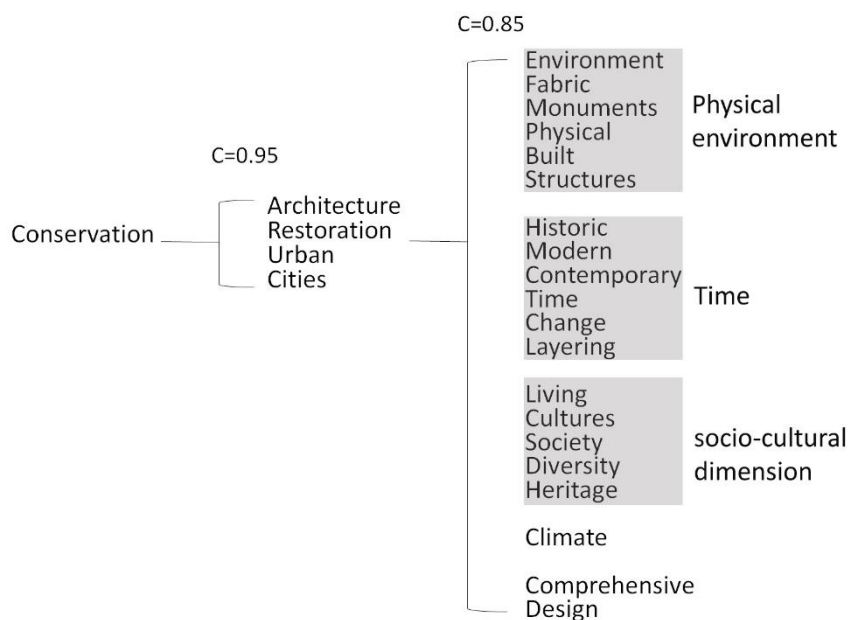 C=0.85
C=0.95
Conservation
Architecture
Restoration
Urban
Cities
Environment
Fabric
Monuments
Physical
Built
Structures
Physical
environment
Historic
Modern
Contemporary
Time
Change
Layering
Time
Living
Cultures
Society
Diversity
Heritage
socio-cultural
dimension
Climate
Comprehensive
Design